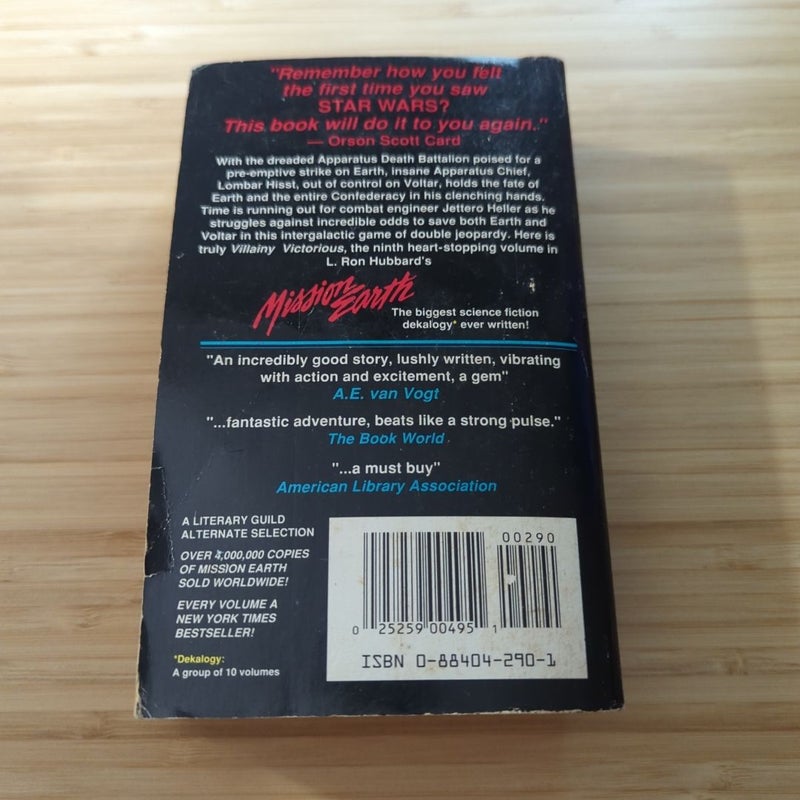 "Remember how you felt
the first time you saw
STAR WARS?
This book will do it to you again."
— Orson Scott Card
With the dreaded Apparatus Death Battalion poised for a
pre-emptive strike on Earth, insane Apparatus Chief,
Lombar Hisst, out of control on Voltar, holds the fate of
Earth and the entire Confederacy in his clenching hands.
Time is running out for combat engineer Jettero Heller as he
struggles against incredible odds to save both Earth and
Voltar in this intergalactic game of double jeopardy. Here is
truly Villainy Victorious, the ninth heart-stopping volume in
L. Ron Hubbard's
Mission Earth
The biggest science fiction
dekalogy* ever written!
"An incredibly good story, lushly written, vibrating
with action and excitement, a gem"
A.E. van Vogt
"...fantastic adventure, beats like a strong pulse."
The Book World
"...a must buy"
American Library Association
A LITERARY GUILD
ALTERNATE SELECTION
OVER 4,000,000 COPIES
OF MISSION EARTH
SOLD WORLDWIDE!
EVERY VOLUME A
NEW YORK TIMES
BESTSELLER!
*Dekalogy:
A group of 10 volumes
00290
0 25259 00495 1
ISBN 0-88404-290-1